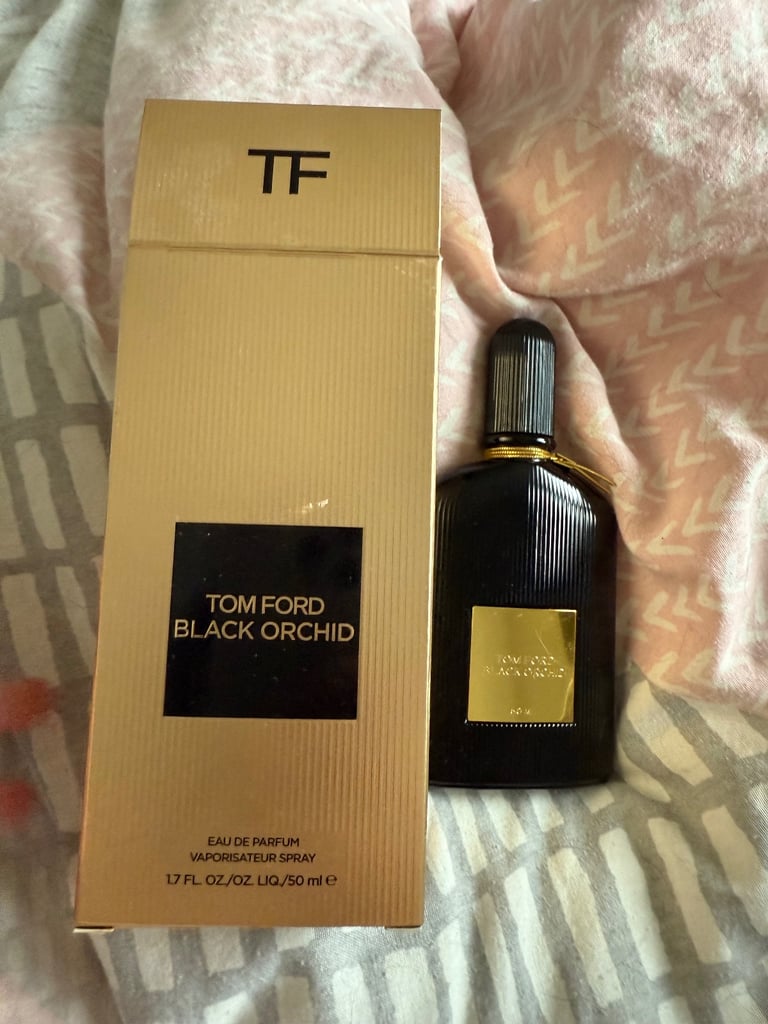 TF
TOM FORD
BLACK ORCHID
EAU DE PARFUM
VAPORISATEUR SPRAY
1.7 FL. OZ./OZ. LIQ./50 ml ℮
TOM FORD
BLACK ORCHID